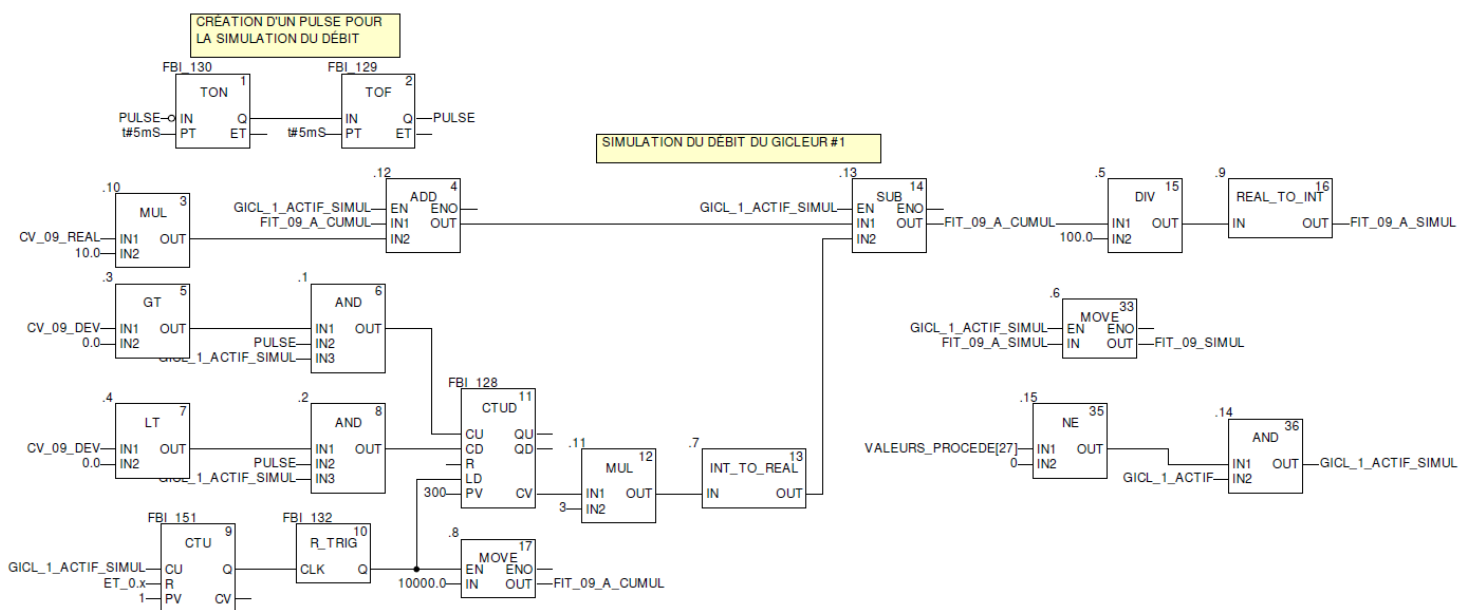 CRÉATION D'UN PULSE POUR
LA SIMULATION DU DÉBIT
FBI_130
1
TON
PULSE IN Q
t#5mS PT ET
FBI_129
2
TOF
IN Q PULSE
t#5mS PT ET
SIMULATION DU DÉBIT DU GICLEUR #1
.10
3
MUL
CV_09_REAL IN1 OUT
10.0 IN2
.12
4
ADD
GICL_1_ACTIF_SIMUL EN ENO
FIT_09_A_CUMUL IN1 OUT
IN2
.13
14
SUB
GICL_1_ACTIF_SIMUL EN ENO
IN1 OUT FIT_09_A_CUMUL
IN2
.5
15
DIV
IN1 OUT
100.0 IN2
.9
16
REAL_TO_INT
IN OUT FIT_09_A_SIMUL
.3
5
GT
CV_09_DEV IN1 OUT
0.0 IN2
.1
6
AND
IN1 OUT
PULSE IN2
GICL_1_ACTIF_SIMUL IN3
.6
33
MOVE
GICL_1_ACTIF_SIMUL EN ENO
FIT_09_A_SIMUL IN OUT FIT_09_SIMUL
.4
7
LT
CV_09_DEV IN1 OUT
0.0 IN2
.2
8
AND
IN1 OUT
PULSE IN2
GICL_1_ACTIF_SIMUL IN3
FBI_128
11
CTUD
CU QU
CD QD
R
LD
300 PV CV
.11
12
MUL
IN1 OUT
3 IN2
.7
13
INT_TO_REAL
IN OUT
.15
35
NE
VALEURS_PROCEDE[27] IN1 OUT
0 IN2
.14
36
AND
IN1 OUT GICL_1_ACTIF_SIMUL
GICL_1_ACTIF IN2
FBI_151
9
CTU
GICL_1_ACTIF_SIMUL CU Q
ET_0.x R
1 PV CV
FBI_132
10
R_TRIG
CLK Q
.8
17
MOVE
EN ENO
10000.0 IN OUT FIT_09_A_CUMUL